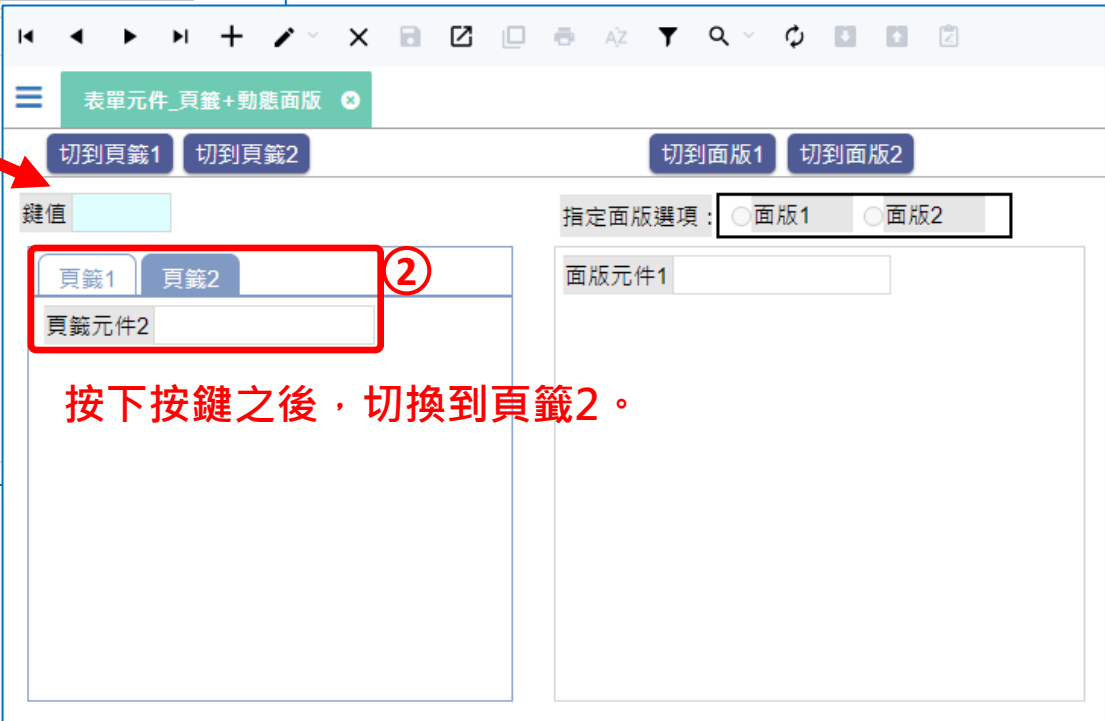 表單元件_頁籤+動態面版
切到頁籤1 切到頁籤2 切到面版1 切到面版2
鍵值 指定面版選項： 面版1 面版2
頁籤1 頁籤2 ② 面版元件1
頁籤元件2
按下按鍵之後，切換到頁籤2。